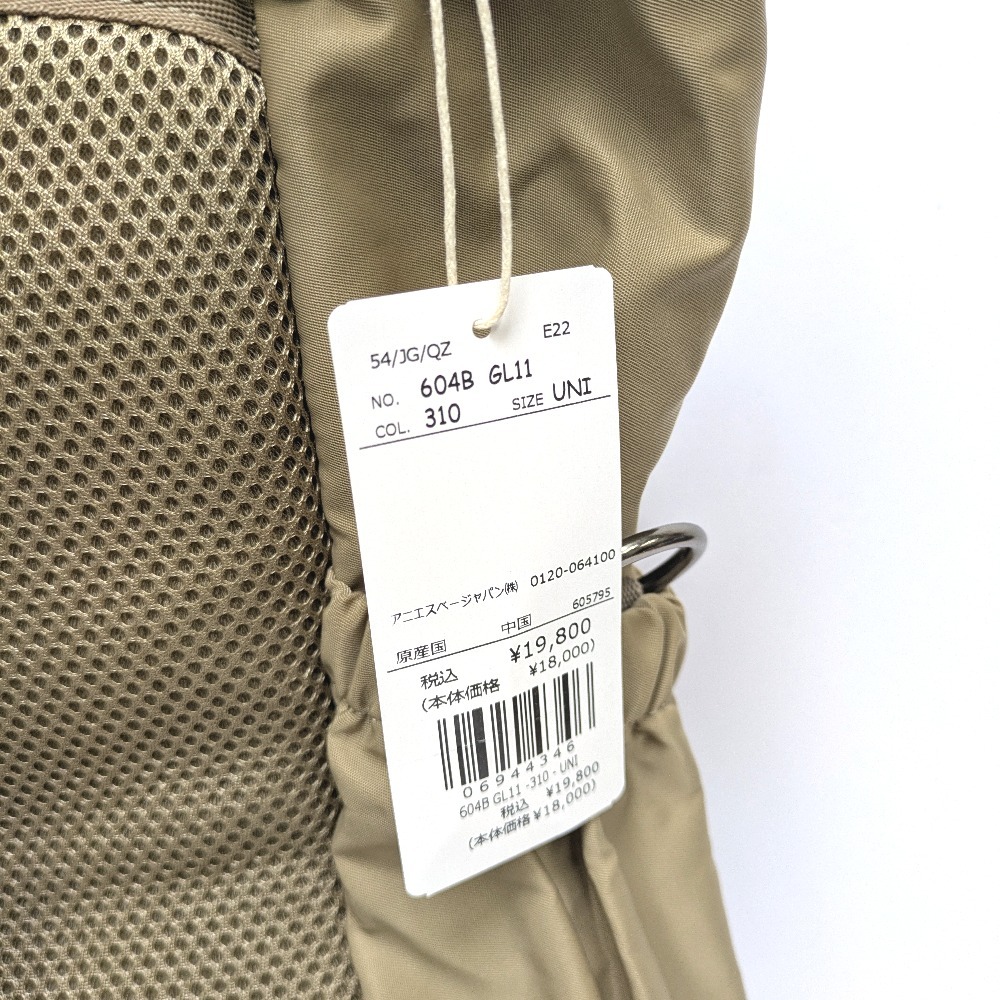 54/JG/QZ E22
NO. 604B GL11
COL. 310 SIZE UNI
アニエスベージャパン㈱ 0120-064100
605795
原産国 中国
税込 ¥19,800
(本体価格 ¥18,000)
06944346
604B GL11 -310 - UNI
税込 ¥19,800
(本体価格¥18,000)